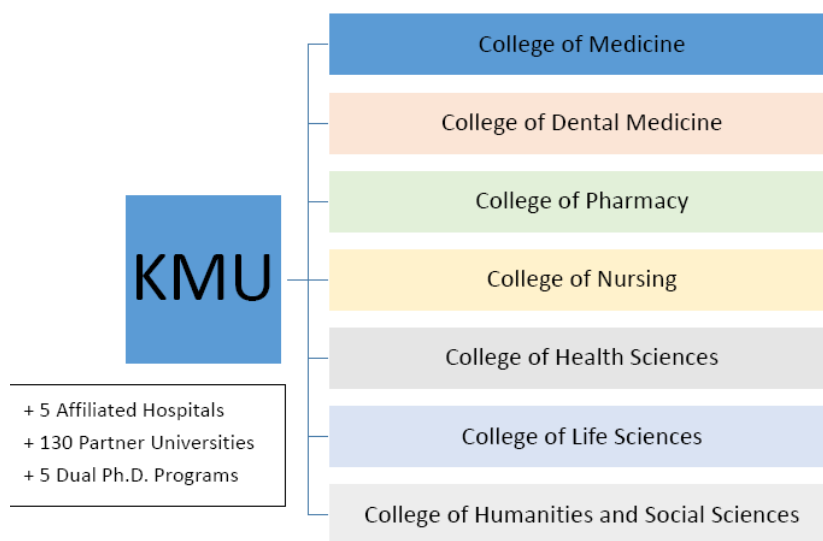 College of Medicine
College of Dental Medicine
College of Pharmacy
KMU
College of Nursing
College of Health Sciences
+ 5 Affiliated Hospitals
+ 130 Partner Universities
+ 5 Dual Ph.D. Programs
College of Life Sciences
College of Humanities and Social Sciences